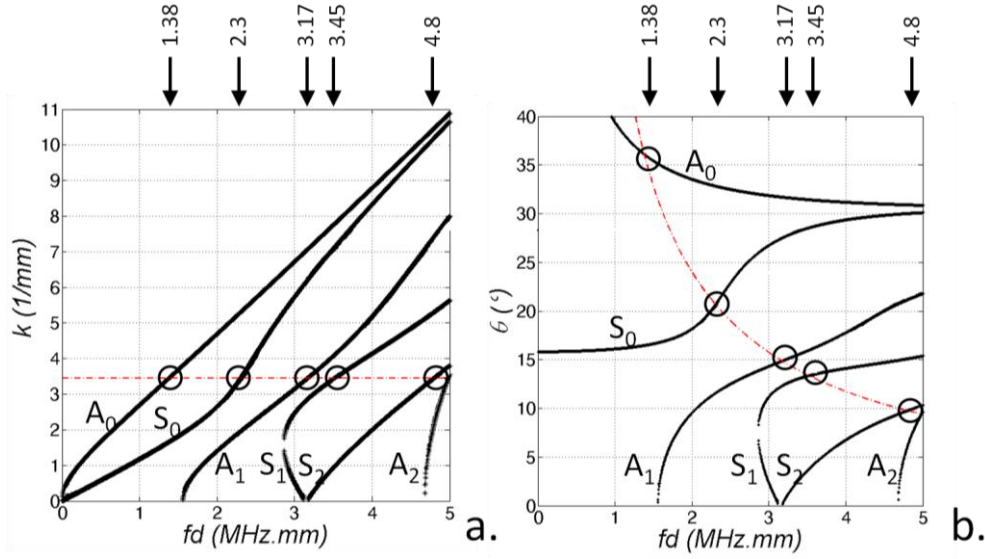 1.38 2.3 3.17 3.45 4.8
1.38 2.3 3.17 3.45 4.8
11
10
9
8
7
6
5
4
3
2
1
0
k (1/mm)
A0
S0
A1
S1
S2
A2
0 1 2 3 4 5
fd (MHz.mm)
a.
40
35
30
25
20
15
10
5
0
θ (°)
A0
S0
A1
S1
S2
A2
0 1 2 3 4 5
fd (MHz.mm)
b.